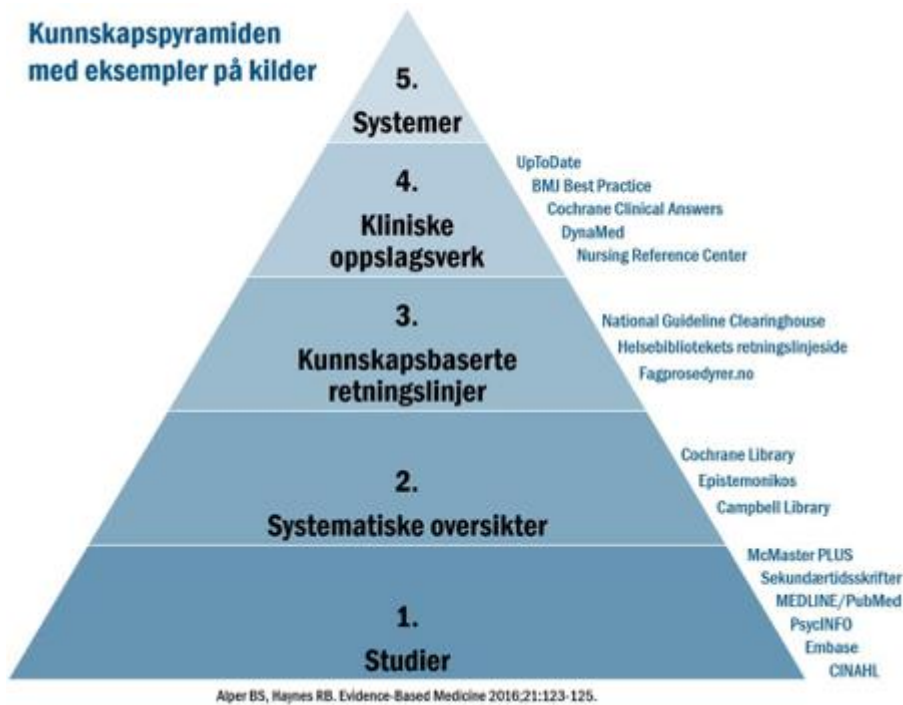 Kunnskapspyramiden
med eksempler på kilder
5.
Systemer
4.
Kliniske
oppslagsverk
UpToDate
BMJ Best Practice
Cochrane Clinical Answers
DynaMed
Nursing Reference Center
3.
Kunnskapsbaserte
retningslinjer
National Guideline Clearinghouse
Helsebibliotekets retningslinjeside
Fagprosedyrer.no
2.
Systematiske oversikter
Cochrane Library
Epistemonikos
Campbell Library
1.
Studier
McMaster PLUS
Sekundærtidsskrifter
MEDLINE/PubMed
PsycINFO
Embase
CINAHL
Alper BS, Haynes RB. Evidence-Based Medicine 2016;21:123-125.